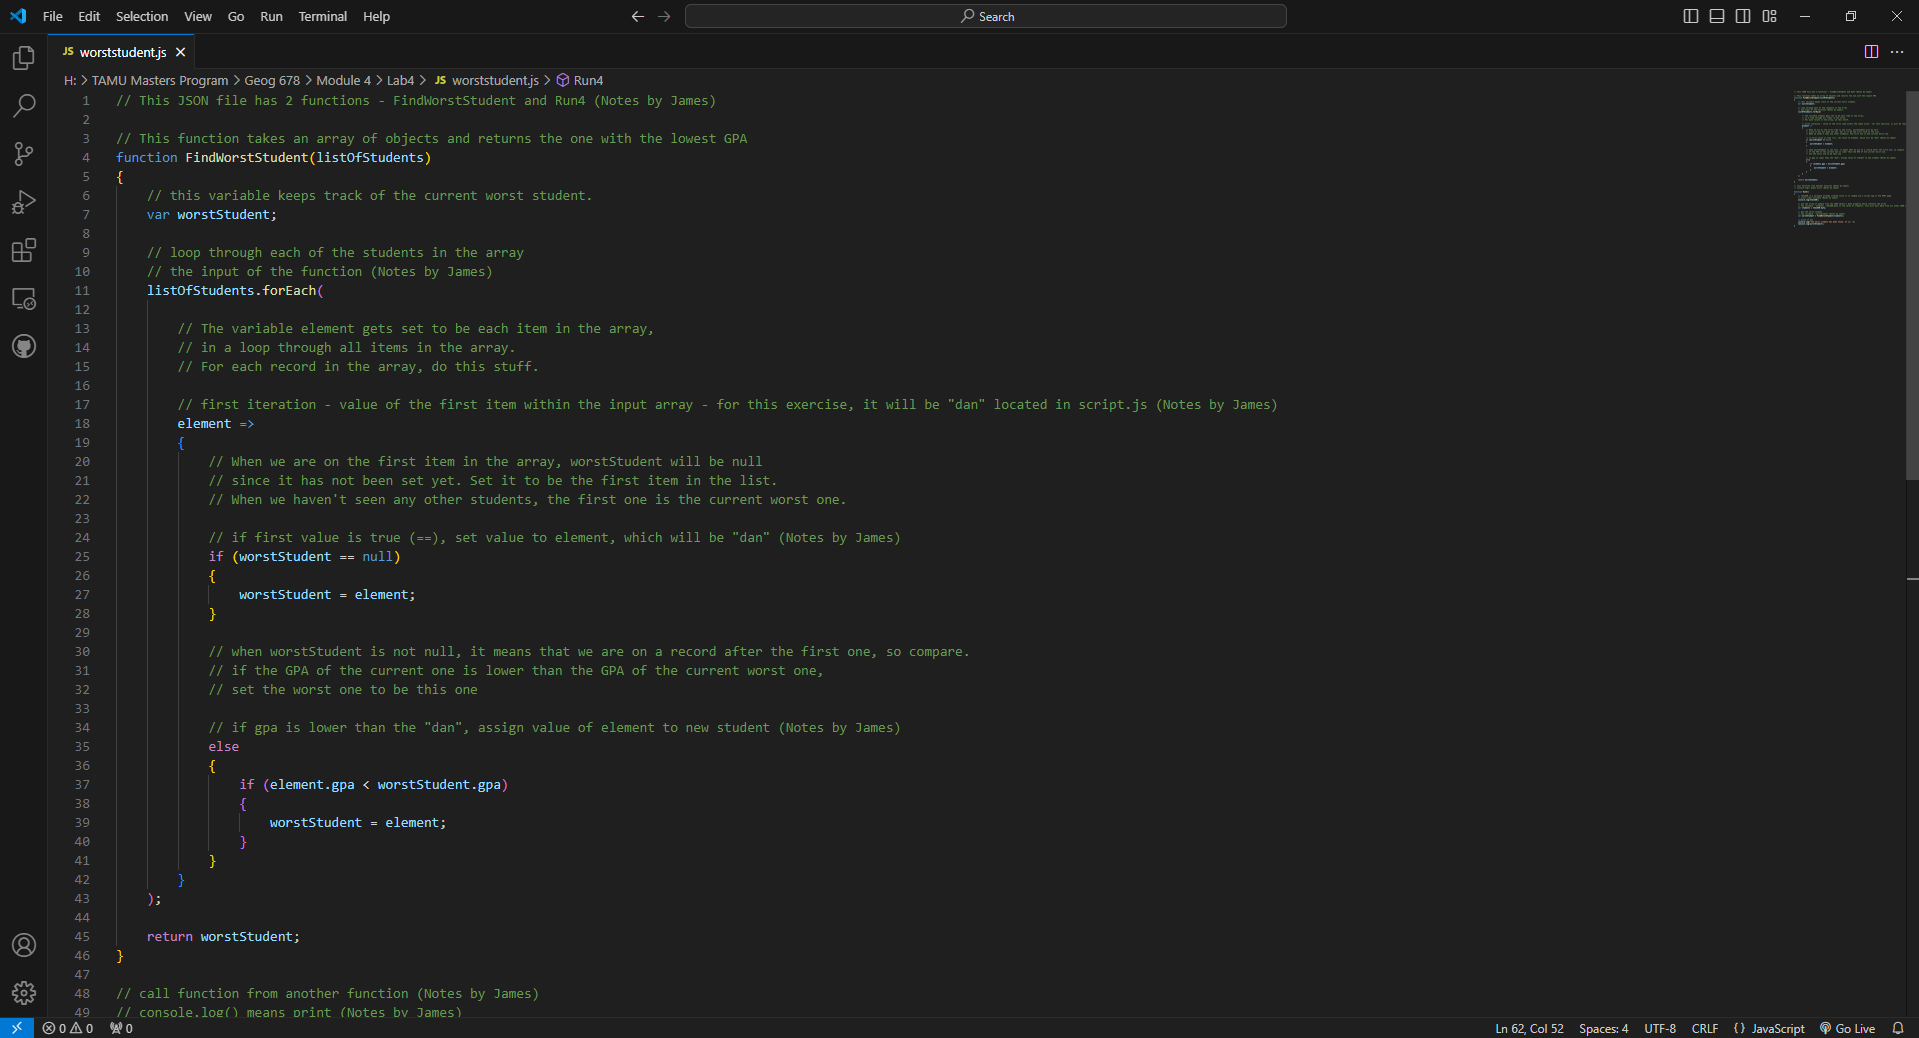 File Edit Selection View Go Run Terminal Help
Search
JS worststudent.js
H: > TAMU Masters Program > Geog 678 > Module 4 > Lab4 > JS worststudent.js > Run4
1 // This JSON file has 2 functions - FindWorstStudent and Run4 (Notes by James)
2
3 // This function takes an array of objects and returns the one with the lowest GPA
4 function FindWorstStudent(listOfStudents)
5 {
6 // this variable keeps track of the current worst student.
7 var worstStudent;
8
9 // loop through each of the students in the array
10 // the input of the function (Notes by James)
11 listOfStudents.forEach(
12
13 // The variable element gets set to be each item in the array,
14 // in a loop through all items in the array.
15 // For each record in the array, do this stuff.
16
17 // first iteration - value of the first item within the input array - for this exercise, it will be "dan" located in script.js (Notes by James)
18 element =>
19 {
20 // When we are on the first item in the array, worstStudent will be null
21 // since it has not been set yet. Set it to be the first item in the list.
22 // When we haven't seen any other students, the first one is the current worst one.
23
24 // if first value is true (==), set value to element, which will be "dan" (Notes by James)
25 if (worstStudent == null)
26 {
27 worstStudent = element;
28 }
29
30 // when worstStudent is not null, it means that we are on a record after the first one, so compare.
31 // if the GPA of the current one is lower than the GPA of the current worst one,
32 // set the worst one to be this one
33
34 // if gpa is lower than the "dan", assign value of element to new student (Notes by James)
35 else
36 {
37 if (element.gpa < worstStudent.gpa)
38 {
39 worstStudent = element;
40 }
41 }
42 }
43 );
44
45 return worstStudent;
46 }
47
48 // call function from another function (Notes by James)
49 // console.log() means print (Notes by James)
0 0 0 Ln 62, Col 52 Spaces: 4 UTF-8 CRLF {} JavaScript Go Live